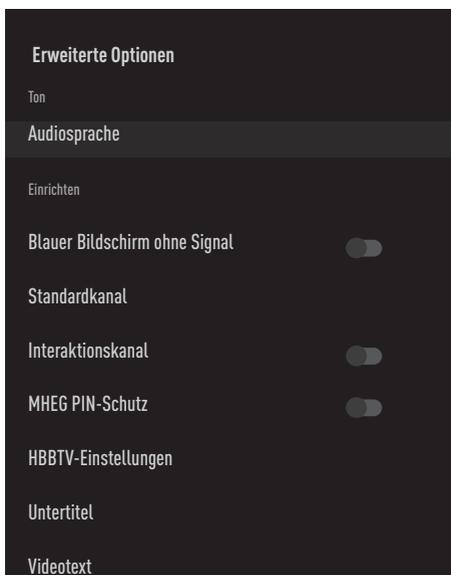 Erweiterte Optionen
Ton
Audiosprache
Einrichten
Blauer Bildschirm ohne Signal
Standardkanal
Interaktionskanal
MHEG PIN-Schutz
HBBTV-Einstellungen
Untertitel
Videotext